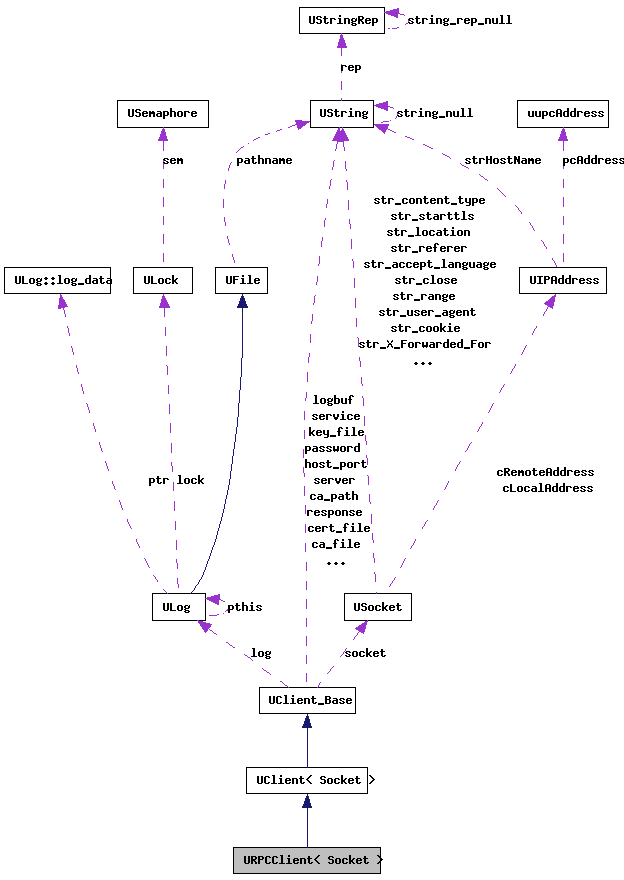 UStringRep
string_rep_null
rep
USemaphore
UString
string_null
uupcAddress
sem
pathname
strHostName
pcAddress
str_content_type
str_starttls
str_location
str_referer
str_accept_language
str_close
str_range
str_user_agent
str_cookie
str_X_Forwarded_For
...
ULog::log_data
ULock
UFile
UIPAddress
logbuf
service
key_file
password
host_port
server
ca_path
response
cert_file
ca_file
...
ptr lock
cRemoteAddress
cLocalAddress
ULog
pthis
USocket
log
socket
UClient_Base
UClient< Socket >
URPCClient< Socket >